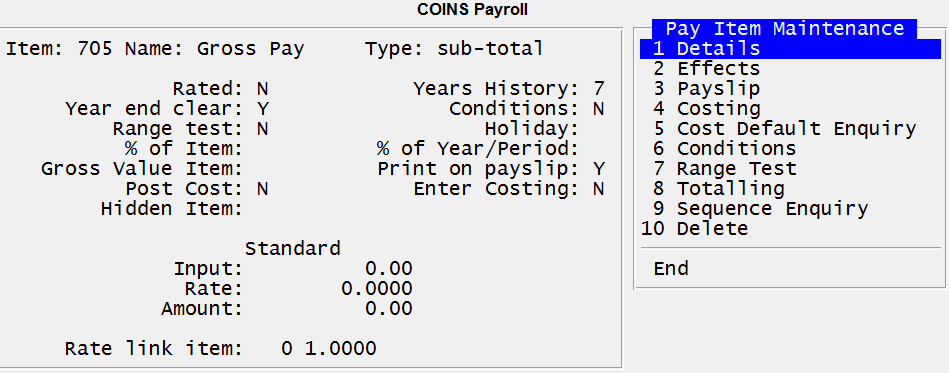 COINS Payroll
Item: 705 Name: Gross Pay Type: sub-total
Rated: N Years History: 7
Year end clear: Y Conditions: N
Range test: N Holiday:
% of Item: % of Year/Period:
Gross Value Item: Print on payslip: Y
Post Cost: N Enter Costing: N
Hidden Item:
Standard
Input: 0.00
Rate: 0.0000
Amount: 0.00
Rate link item: 0 1.0000
Pay Item Maintenance
1 Details
2 Effects
3 Payslip
4 Costing
5 Cost Default Enquiry
6 Conditions
7 Range Test
8 Totalling
9 Sequence Enquiry
10 Delete
End